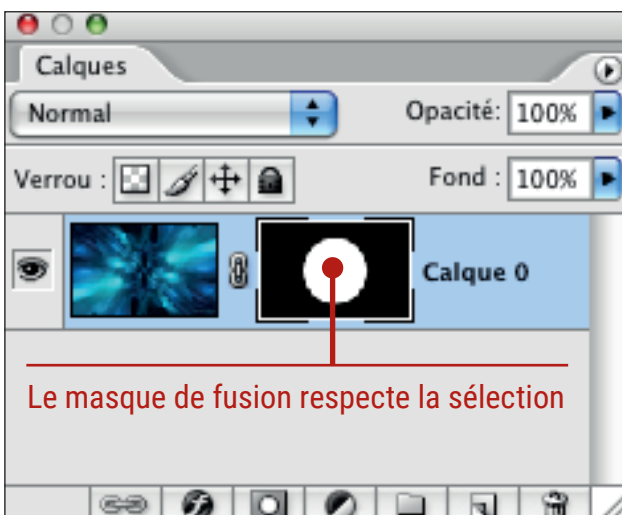 Calques
Normal Opacité: 100%
Verrou : Fond : 100%
Calque 0
Le masque de fusion respecte la sélection